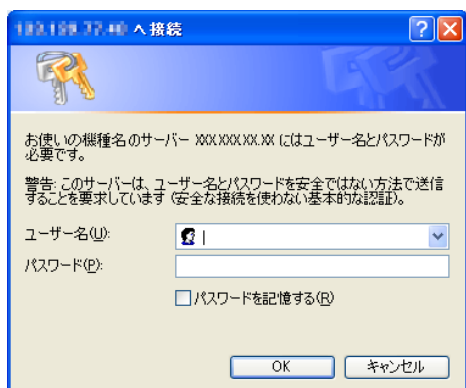 へ接続
お使いの機種名のサーバー XXX.XXX.XX.XX にはユーザー名とパスワードが
必要です。
警告: このサーバーは、ユーザー名とパスワードを安全ではない方法で送信
することを要求しています (安全な接続を使わない基本的な認証)。
ユーザー名(U):
パスワード(P):
パスワードを記憶する(R)
OK キャンセル